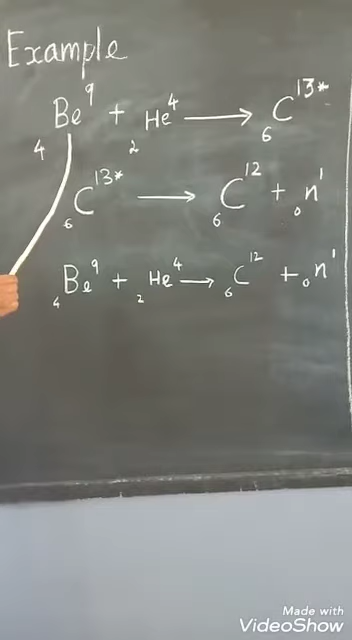 Example
₄Be⁹ + ₂He⁴ → ₆C¹³*
₆C¹³* → ₆C¹² + ₀n¹
₄Be⁹ + ₂He⁴ → ₆C¹² + ₀n¹
Made with
VideoShow